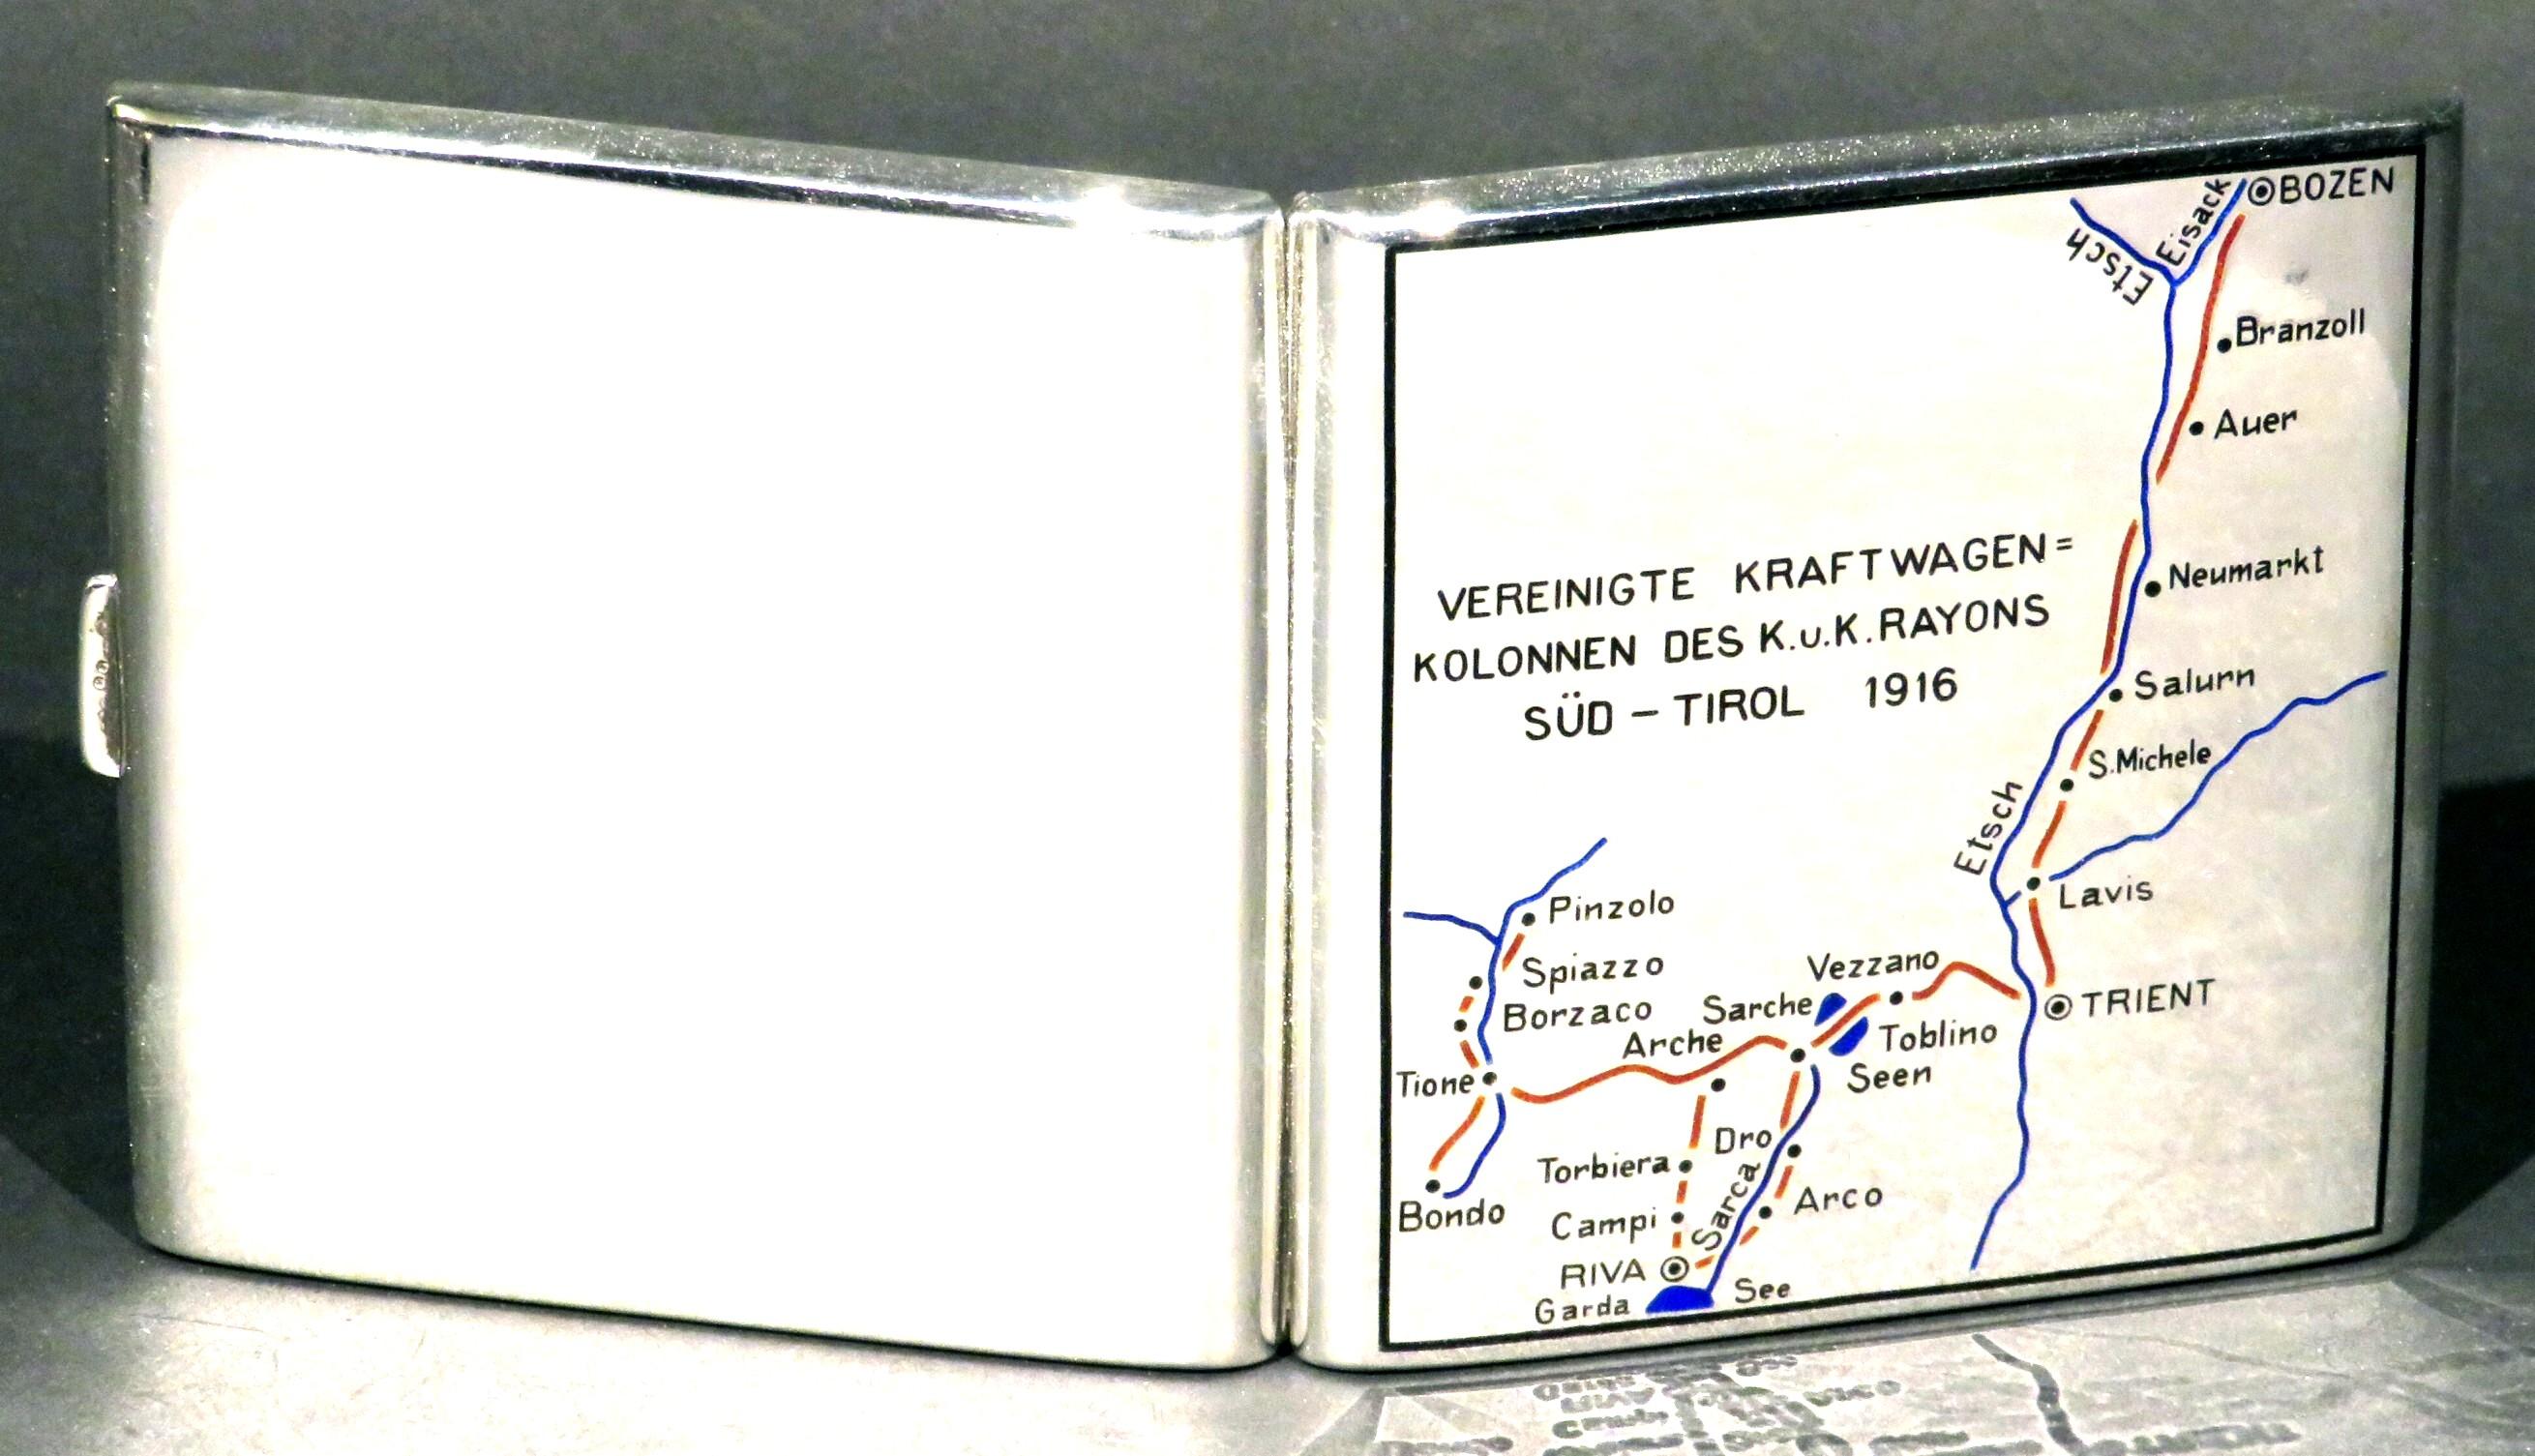 BOZEN
Eisack
Etsch
Branzoll
Auer
VEREINIGTE KRAFTWAGEN=
KOLONNEN DES K.u.K. RAYONS
SÜD – TIROL 1916
Neumarkt
Salurn
S. Michele
Etsch
Lavis
Pinzolo
Spiazzo
Borzaco
Vezzano
Sarche
TRIENT
Arche
Toblino
Seen
Tione
Dro
Torbiera
Sarca
Arco
Bondo
Campi
RIVA
Garda See